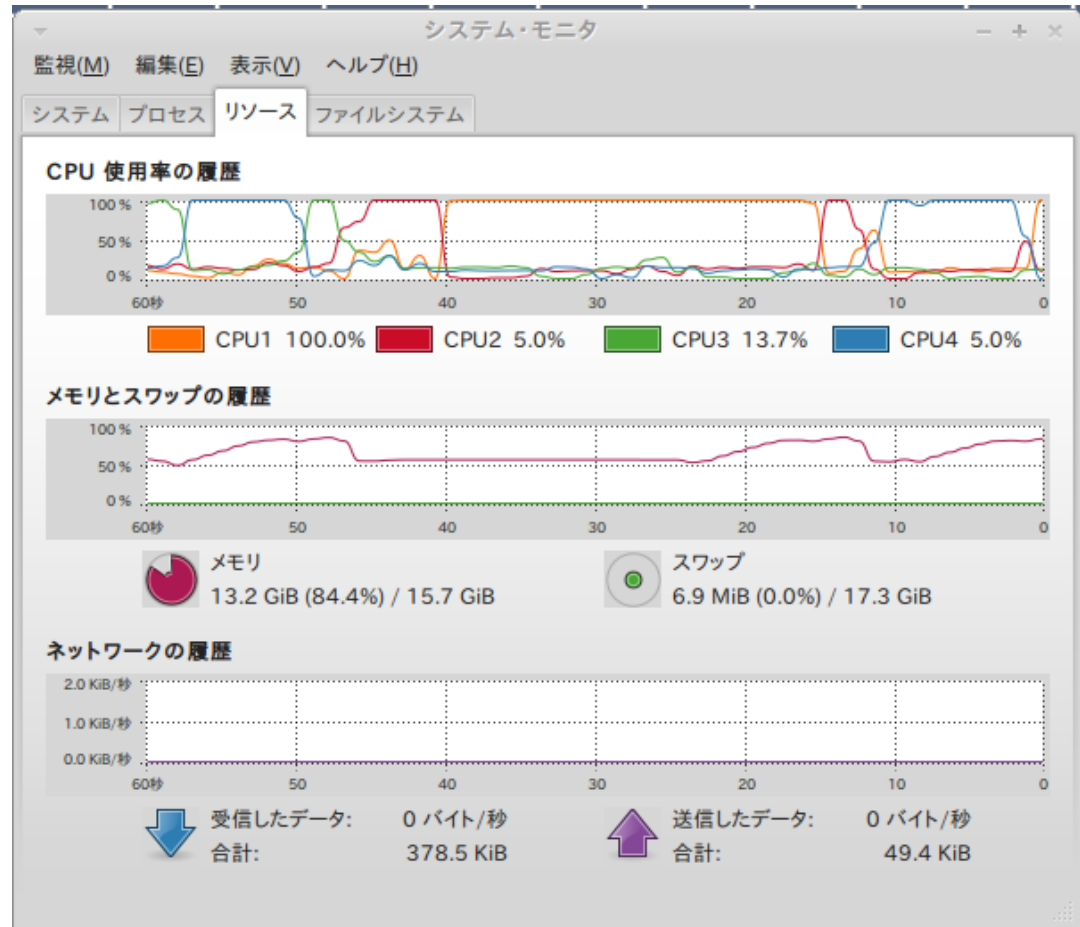 システム・モニタ
監視(M) 編集(E) 表示(V) ヘルプ(H)
システム プロセス リソース ファイルシステム
CPU 使用率の履歴
100 %
50 %
0 %
60秒 50 40 30 20 10 0
CPU1 100.0% CPU2 5.0% CPU3 13.7% CPU4 5.0%
メモリとスワップの履歴
100 %
50 %
0 %
60秒 50 40 30 20 10 0
メモリ スワップ
13.2 GiB (84.4%) / 15.7 GiB 6.9 MiB (0.0%) / 17.3 GiB
ネットワークの履歴
2.0 KiB/秒
1.0 KiB/秒
0.0 KiB/秒
60秒 50 40 30 20 10 0
受信したデータ: 0 バイト/秒 送信したデータ: 0 バイト/秒
合計: 378.5 KiB 合計: 49.4 KiB